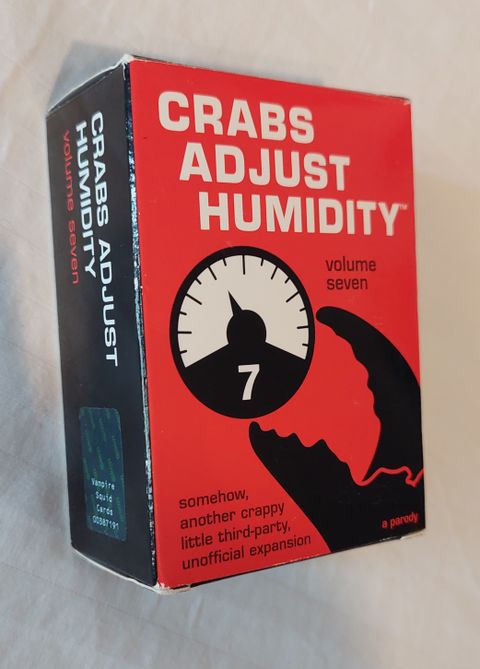 CRABS
ADJUST
HUMIDITY™
volume
seven
7
somehow,
another crappy
little third-party,
unofficial expansion
a parody
CRABS ADJUST
HUMIDITY
volume seven
Vampire
Squid
Cards
00387191